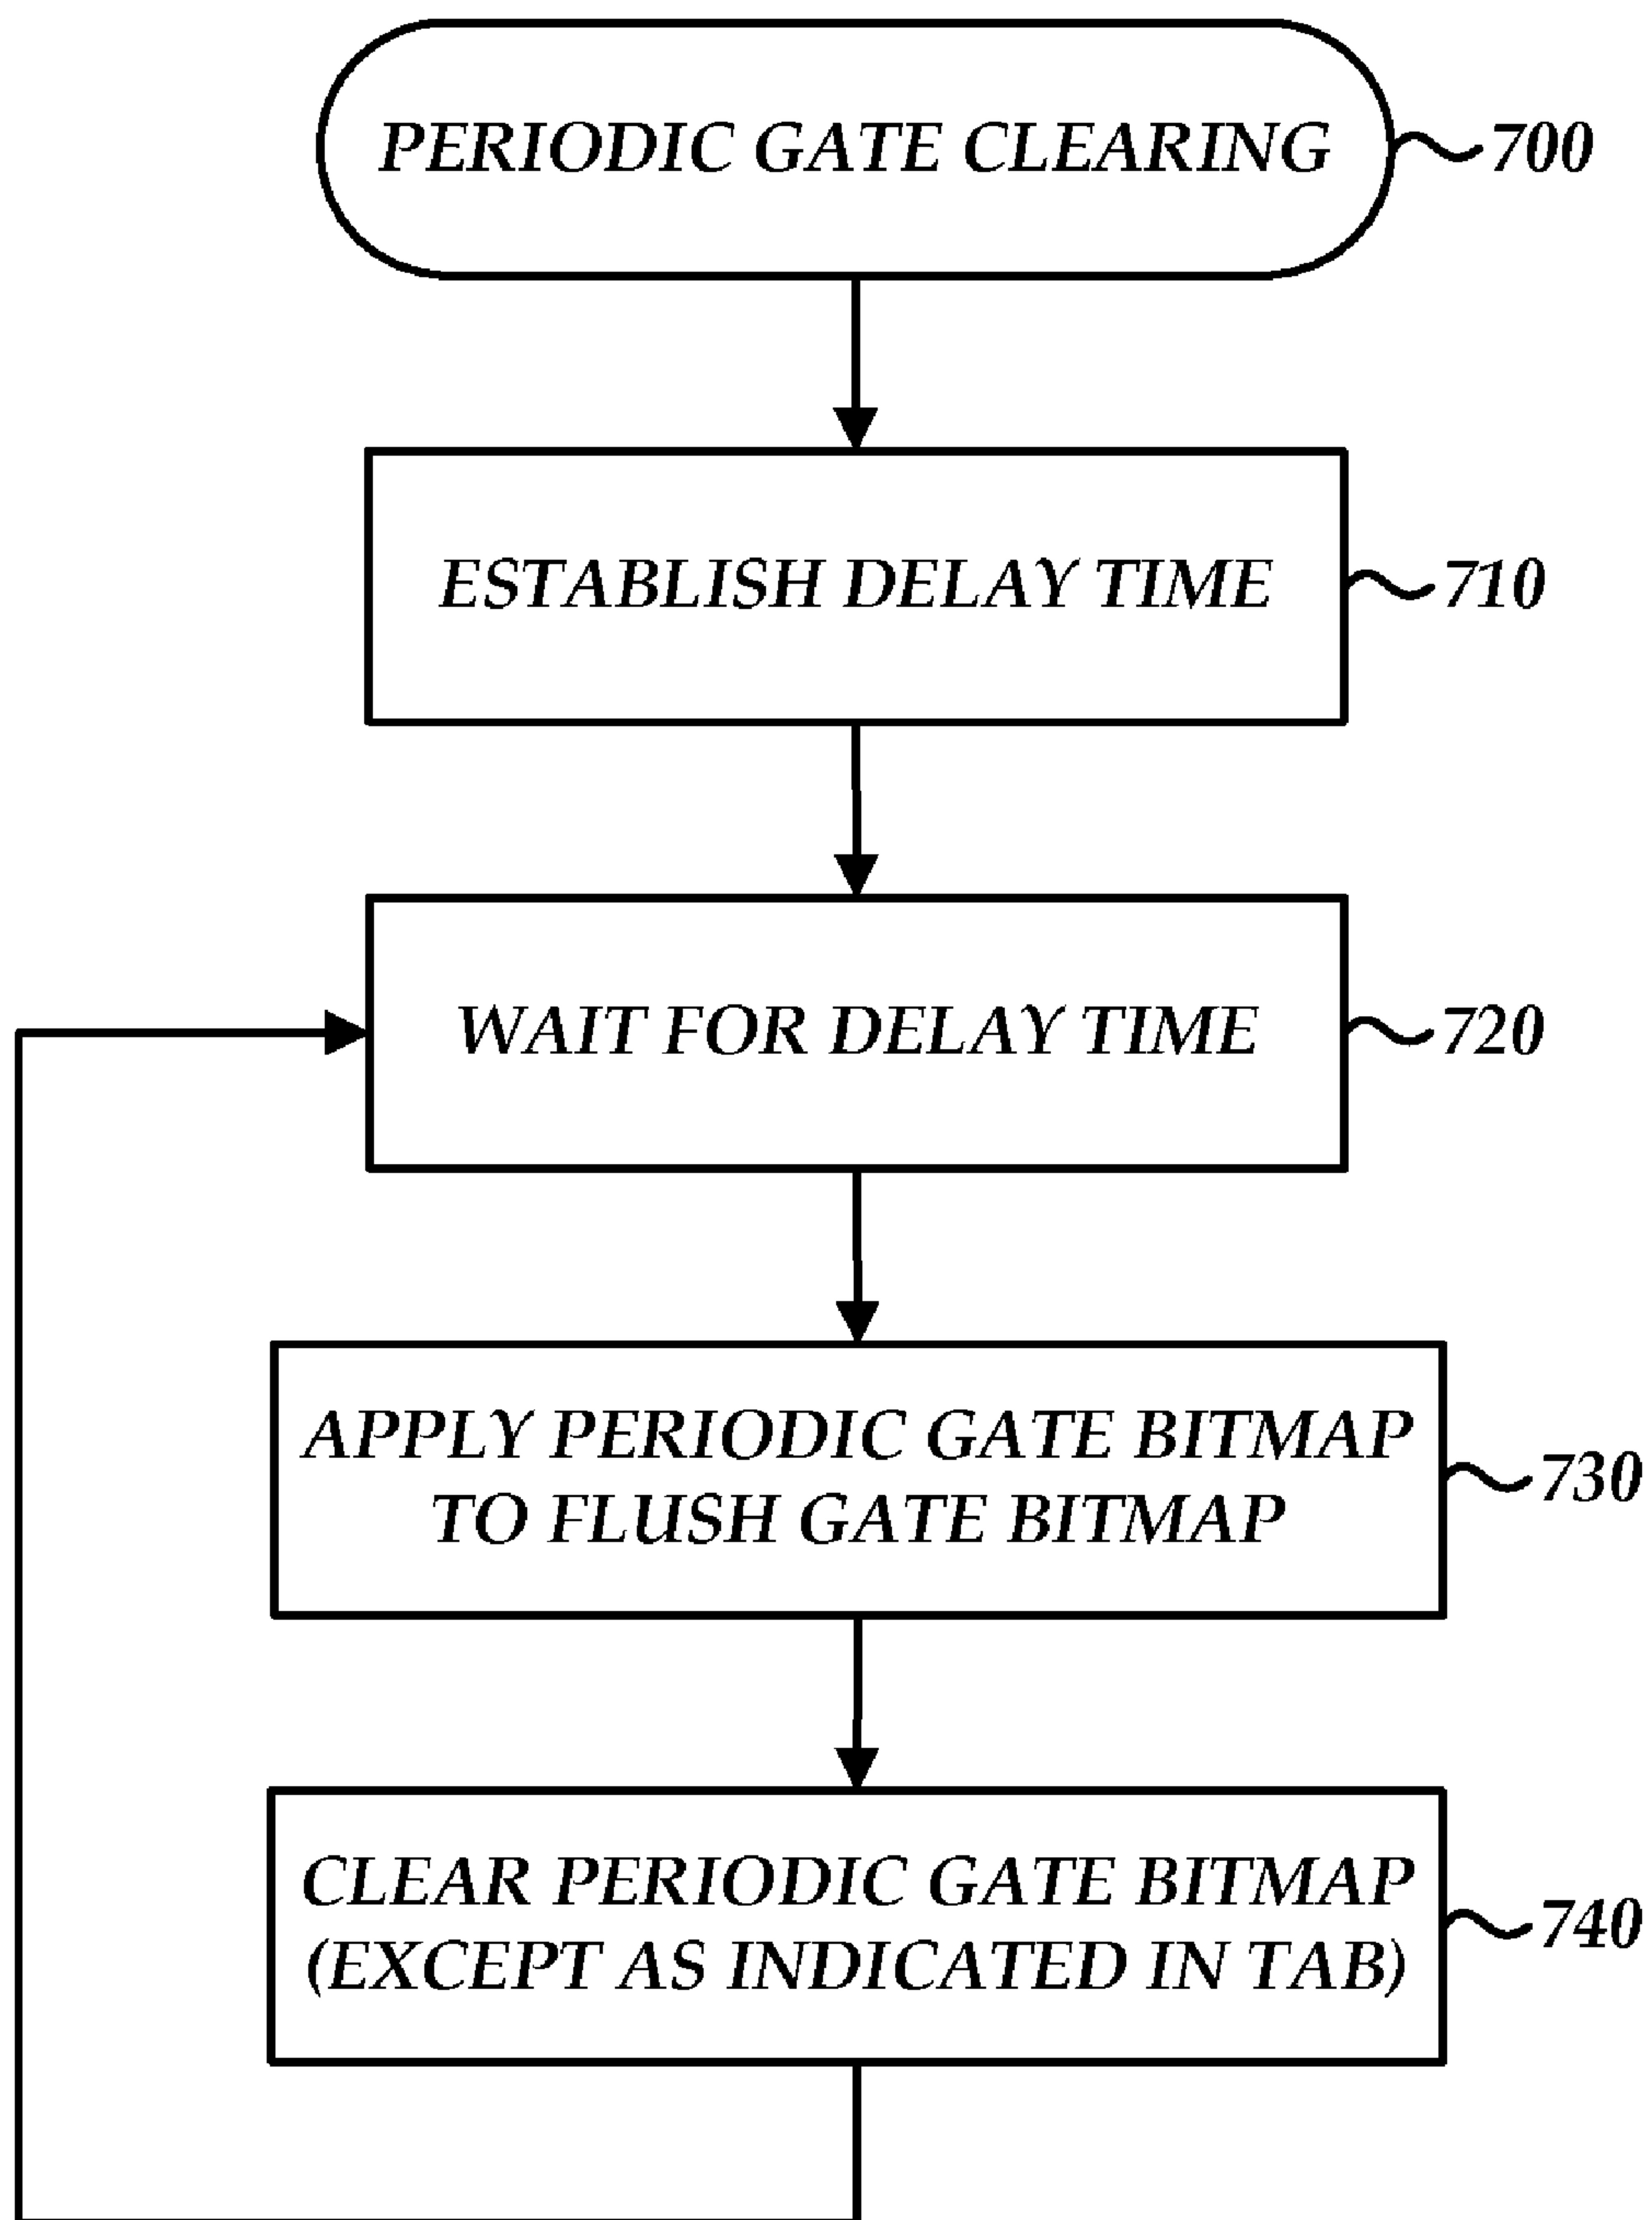 PERIODIC GATE CLEARING
700
ESTABLISH DELAY TIME
710
WAIT FOR DELAY TIME
720
APPLY PERIODIC GATE BITMAP
TO FLUSH GATE BITMAP
730
CLEAR PERIODIC GATE BITMAP
(EXCEPT AS INDICATED IN TAB)
740